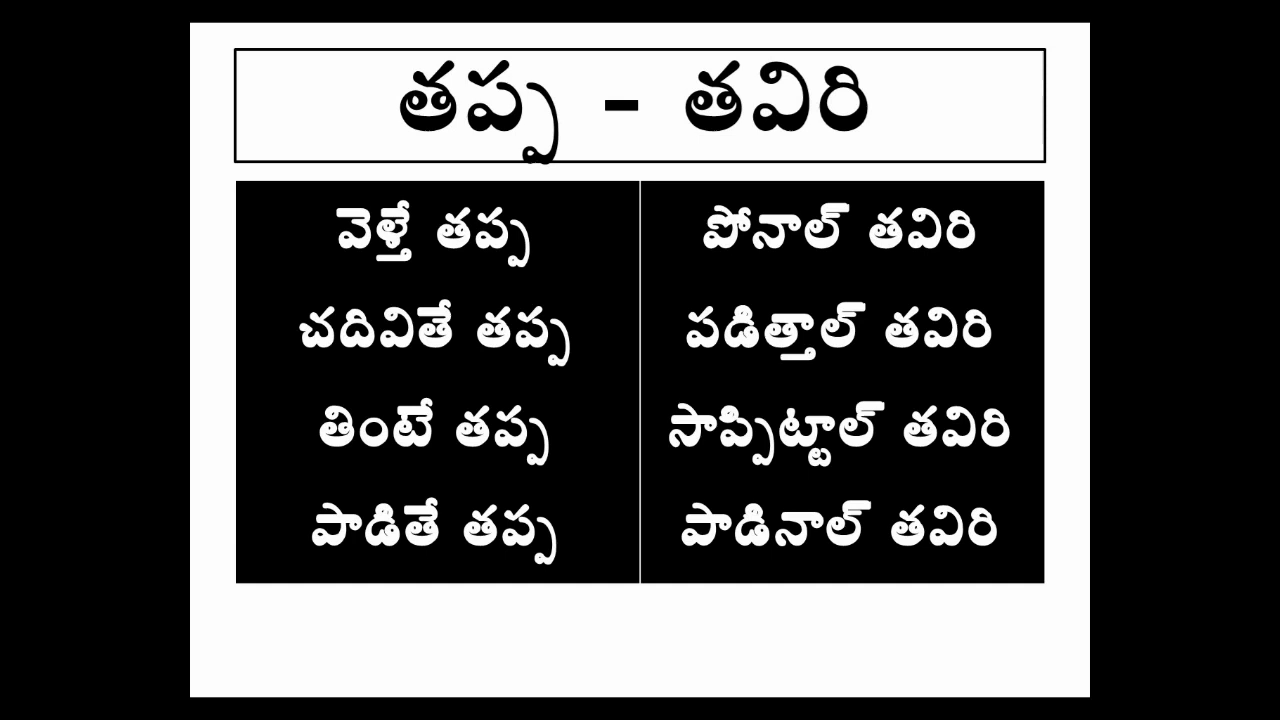 తప్ప - తవిరి
వెళ్తే తప్ప పోనాల్ తవిరి
చదివితే తప్ప పడిత్తాల్ తవిరి
తింటే తప్ప సాప్పిట్టాల్ తవిరి
పాడితే తప్ప పాడినాల్ తవిరి